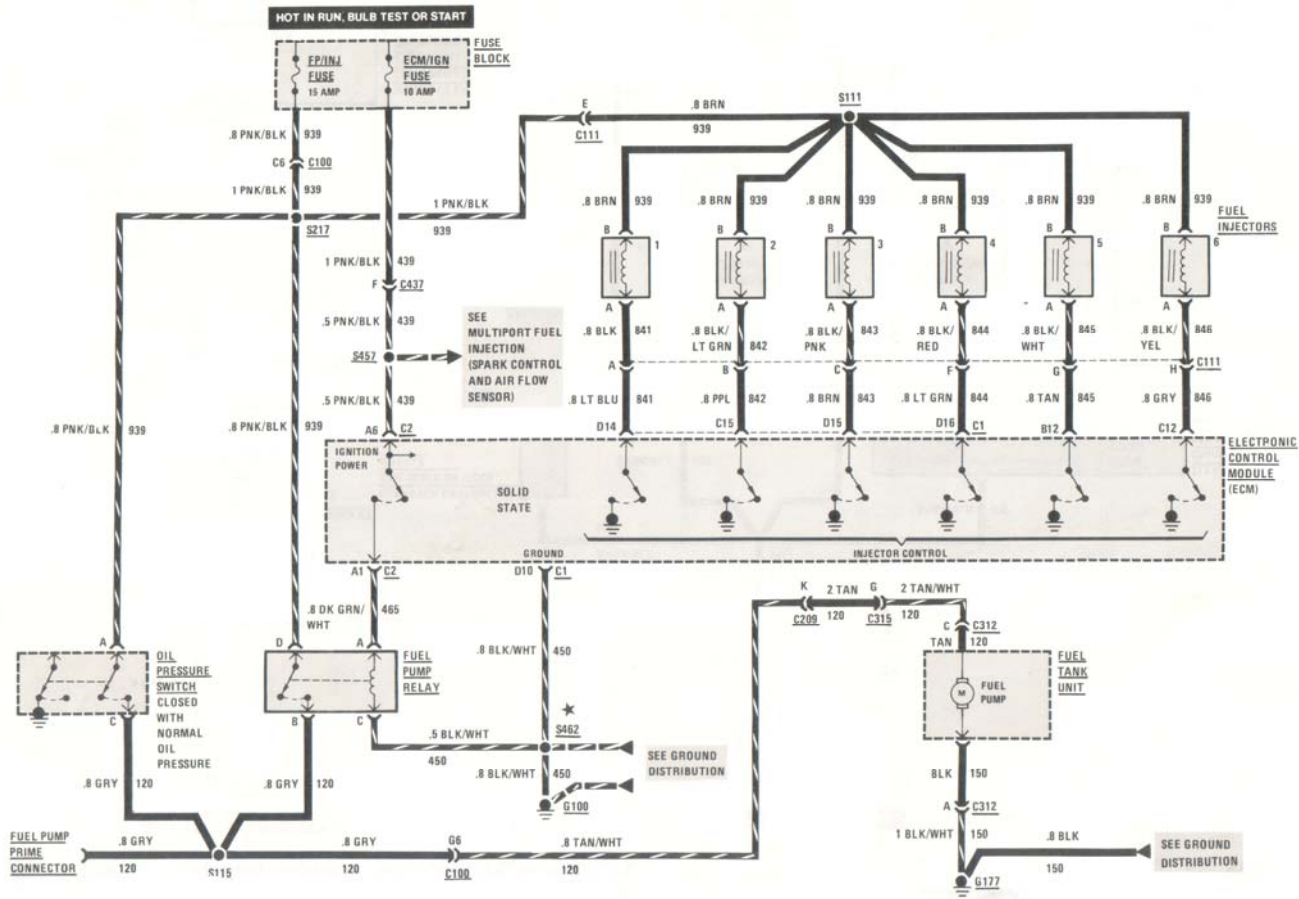 HOT IN RUN, BULB TEST OR START
FUSE
BLOCK
FP/INJ
FUSE
15 AMP
ECM/IGN
FUSE
10 AMP
.8 PNK/BLK 939
C6 C100
1 PNK/BLK 939
S217
1 PNK/BLK
939
E
C111
.8 BRN
939
S111
1 PNK/BLK 439
F C437
.5 PNK/BLK 439
S457
.5 PNK/BLK 439
SEE
MULTIPORT FUEL
INJECTION
(SPARK CONTROL
AND AIR FLOW
SENSOR)
.8 BRN 939
.8 BRN 939
.8 BRN 939
.8 BRN 939
.8 BRN 939
.8 BRN 939
FUEL
INJECTORS
B 1
B 2
B 3
B 4
B 5
B 6
A
A
A
A
A
A
.8 BLK 841
.8 BLK/
LT GRN 842
.8 BLK/
PNK 843
.8 BLK/
RED 844
.8 BLK/
WHT 845
.8 BLK/
YEL 846
A B C F G H C111
.8 LT BLU 841
.8 PPL 842
.8 BRN 843
.8 LT GRN 844
.8 TAN 845
.8 GRY 846
D14 C15 D15 D16 C1 B12 C12
.8 PNK/BLK 939
.8 PNK/BLK 939
A6 C2
IGNITION
POWER
SOLID
STATE
ELECTRONIC
CONTROL
MODULE
(ECM)
GROUND
INJECTOR CONTROL
A1 C2
D10 C1
.8 DK GRN/
WHT
465
.8 BLK/WHT 450
A
OIL
PRESSURE
SWITCH
CLOSED
WITH
NORMAL
OIL
PRESSURE
C
D A
FUEL
PUMP
RELAY
B C
.5 BLK/WHT
450
★
S462
SEE GROUND
DISTRIBUTION
.8 BLK/WHT 450
G100
K 2 TAN G 2 TAN/WHT
C209 120 C315 120
C C312
TAN 120
FUEL
TANK
UNIT
M
FUEL
PUMP
BLK 150
A C312
1 BLK/WHT 150
.8 BLK
150
SEE GROUND
DISTRIBUTION
G177
.8 GRY 120
.8 GRY 120
FUEL PUMP
PRIME
CONNECTOR
.8 GRY
120
S115
.8 GRY
120
G6
C100
.8 TAN/WHT
120